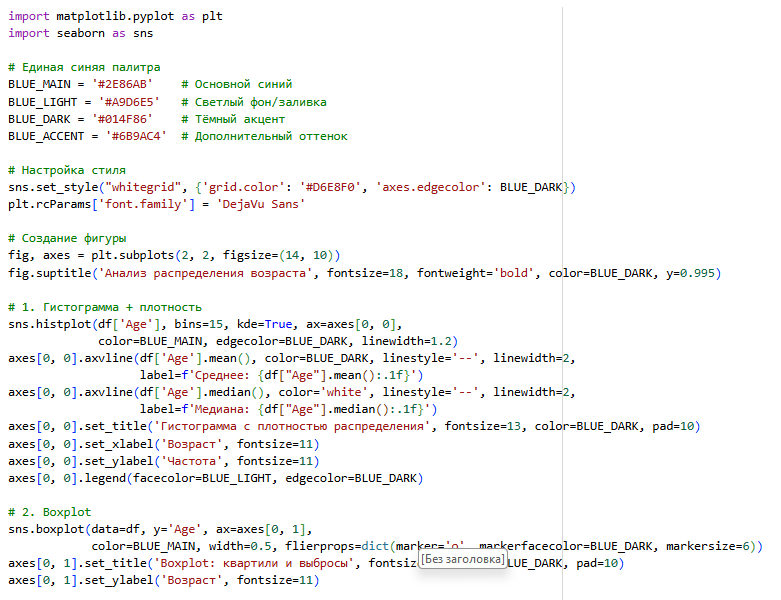 import matplotlib.pyplot as plt
import seaborn as sns
# Единая синяя палитра
BLUE_MAIN = '#2E86AB'    # Основной синий
BLUE_LIGHT = '#A9D6E5'   # Светлый фон/заливка
BLUE_DARK = '#014F86'    # Тёмный акцент
BLUE_ACCENT = '#6B9AC4'  # Дополнительный оттенок
# Настройка стиля
sns.set_style("whitegrid", {'grid.color': '#D6E8F0', 'axes.edgecolor': BLUE_DARK})
plt.rcParams['font.family'] = 'DejaVu Sans'
# Создание фигуры
fig, axes = plt.subplots(2, 2, figsize=(14, 10))
fig.suptitle('Анализ распределения возраста', fontsize=18, fontweight='bold', color=BLUE_DARK, y=0.995)
# 1. Гистограмма + плотность
sns.histplot(df['Age'], bins=15, kde=True, ax=axes[0, 0],
color=BLUE_MAIN, edgecolor=BLUE_DARK, linewidth=1.2)
axes[0, 0].axvline(df['Age'].mean(), color=BLUE_DARK, linestyle='--', linewidth=2,
label=f'Среднее: {df["Age"].mean():.1f}')
axes[0, 0].axvline(df['Age'].median(), color='white', linestyle='--', linewidth=2,
label=f'Медиана: {df["Age"].median():.1f}')
axes[0, 0].set_title('Гистограмма с плотностью распределения', fontsize=13, color=BLUE_DARK, pad=10)
axes[0, 0].set_xlabel('Возраст', fontsize=11)
axes[0, 0].set_ylabel('Частота', fontsize=11)
axes[0, 0].legend(facecolor=BLUE_LIGHT, edgecolor=BLUE_DARK)
# 2. Boxplot
sns.boxplot(data=df, y='Age', ax=axes[0, 1],
color=BLUE_MAIN, width=0.5, flierprops=dict(marker='o', markerfacecolor=BLUE_DARK, markersize=6))
axes[0, 1].set_title('Boxplot: квартили и выбросы', fontsiz [Без заголовка] BLUE_DARK, pad=10)
axes[0, 1].set_ylabel('Возраст', fontsize=11)